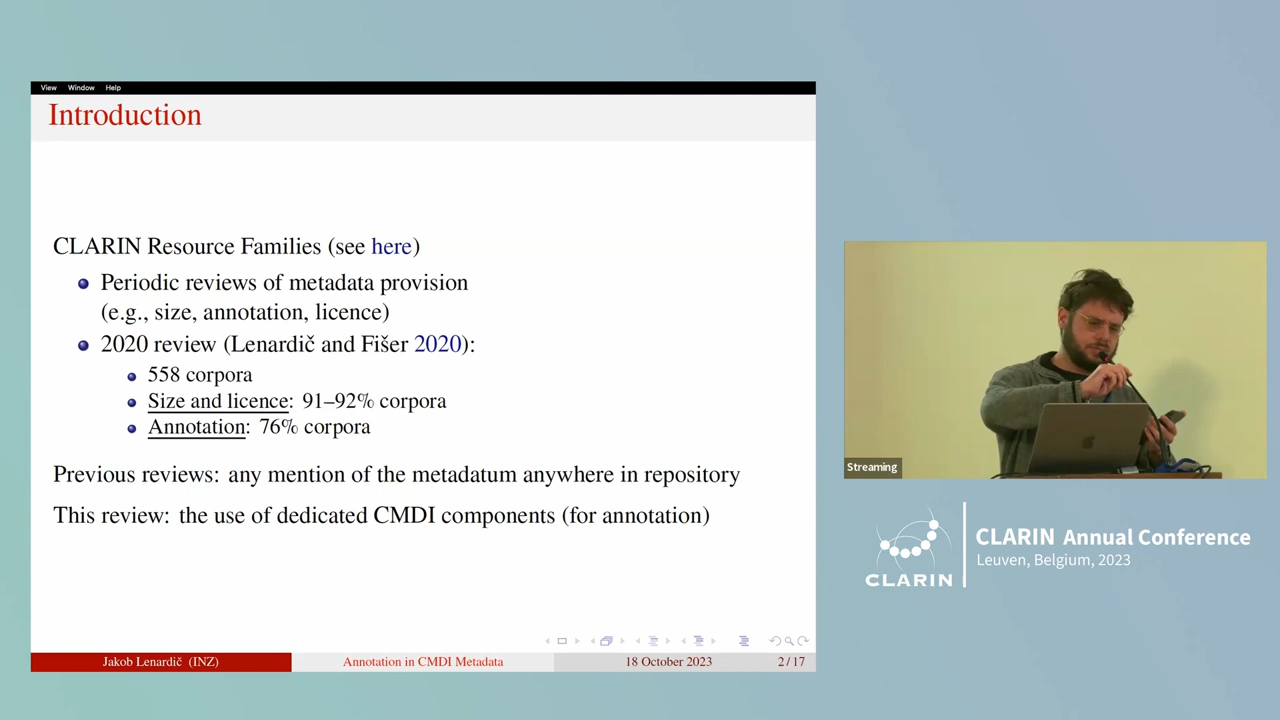 View Window Help
Introduction
CLARIN Resource Families (see here)
Periodic reviews of metadata provision
(e.g., size, annotation, licence)
2020 review (Lenardič and Fišer 2020):
558 corpora
Size and licence: 91–92% corpora
Annotation: 76% corpora
Previous reviews: any mention of the metadatum anywhere in repository
This review: the use of dedicated CMDI components (for annotation)
Jakob Lenardič (INZ) Annotation in CMDI Metadata 18 October 2023 2 / 17
Streaming
CLARIN
CLARIN Annual Conference
Leuven, Belgium, 2023